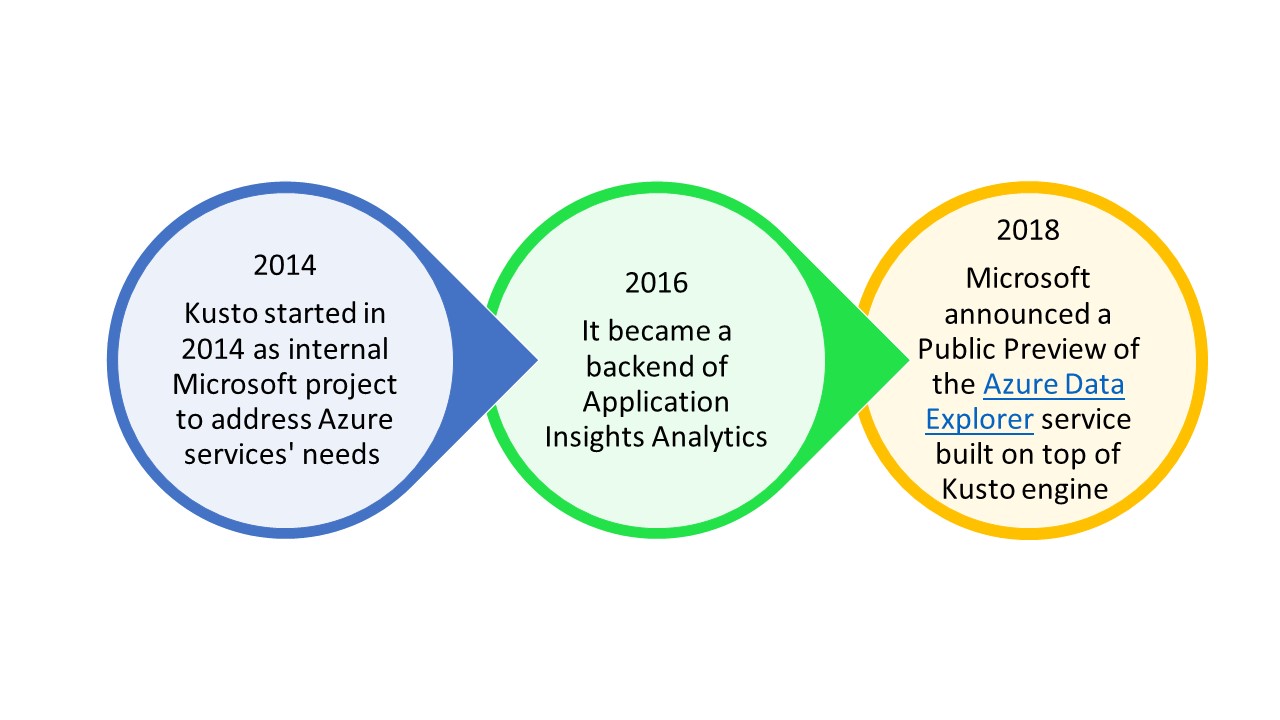 2014
Kusto started in
2014 as internal
Microsoft project
to address Azure
services' needs
2016
It became a
backend of
Application
Insights Analytics
2018
Microsoft
announced a
Public Preview of
the Azure Data
Explorer service
built on top of
Kusto engine